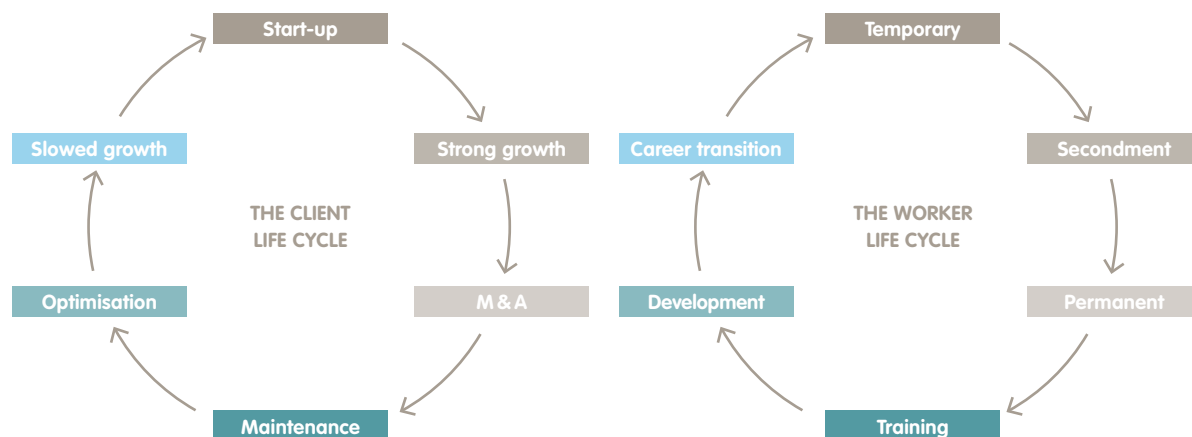 Start-up
Strong growth
M & A
Maintenance
Optimisation
Slowed growth
THE CLIENT
LIFE CYCLE
Temporary
Secondment
Permanent
Training
Development
Career transition
THE WORKER
LIFE CYCLE